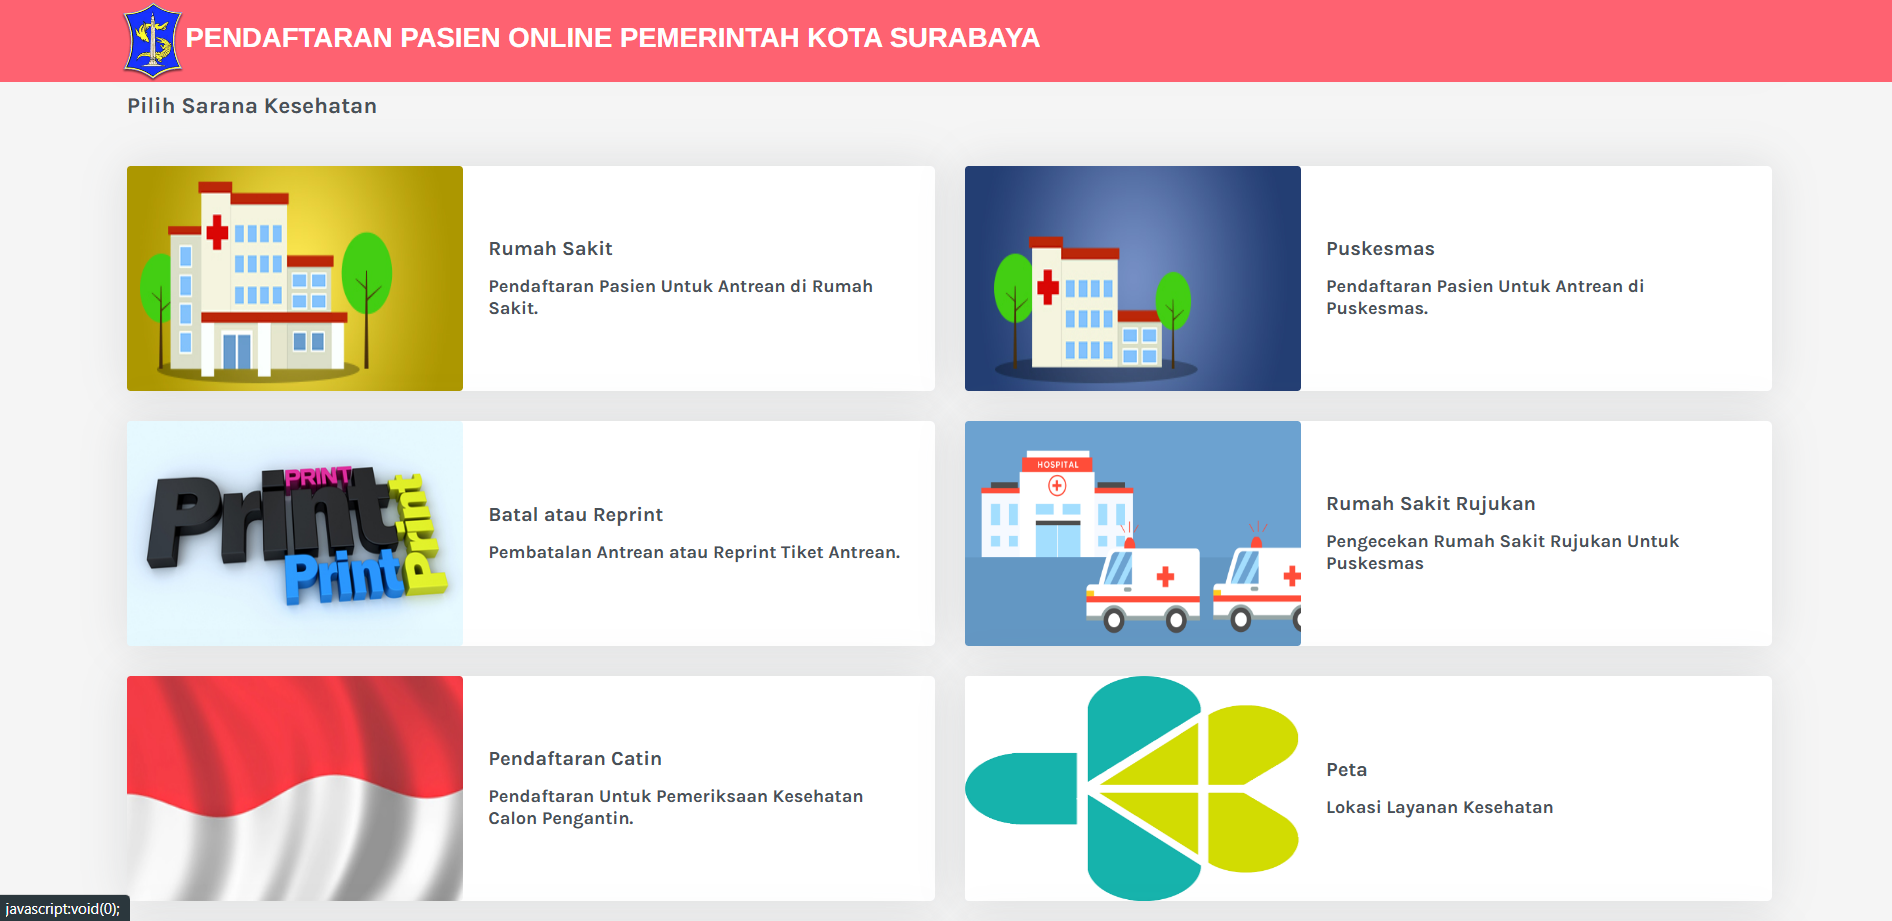 PENDAFTARAN PASIEN ONLINE PEMERINTAH KOTA SURABAYA
Pilih Sarana Kesehatan
Rumah Sakit
Pendaftaran Pasien Untuk Antrean di Rumah
Sakit.
Puskesmas
Pendaftaran Pasien Untuk Antrean di
Puskesmas.
Print
PRINT
Print
Print
Batal atau Reprint
Pembatalan Antrean atau Reprint Tiket Antrean.
HOSPITAL
Rumah Sakit Rujukan
Pengecekan Rumah Sakit Rujukan Untuk
Puskesmas
Pendaftaran Catin
Pendaftaran Untuk Pemeriksaan Kesehatan
Calon Pengantin.
Peta
Lokasi Layanan Kesehatan
javascript:void(0);